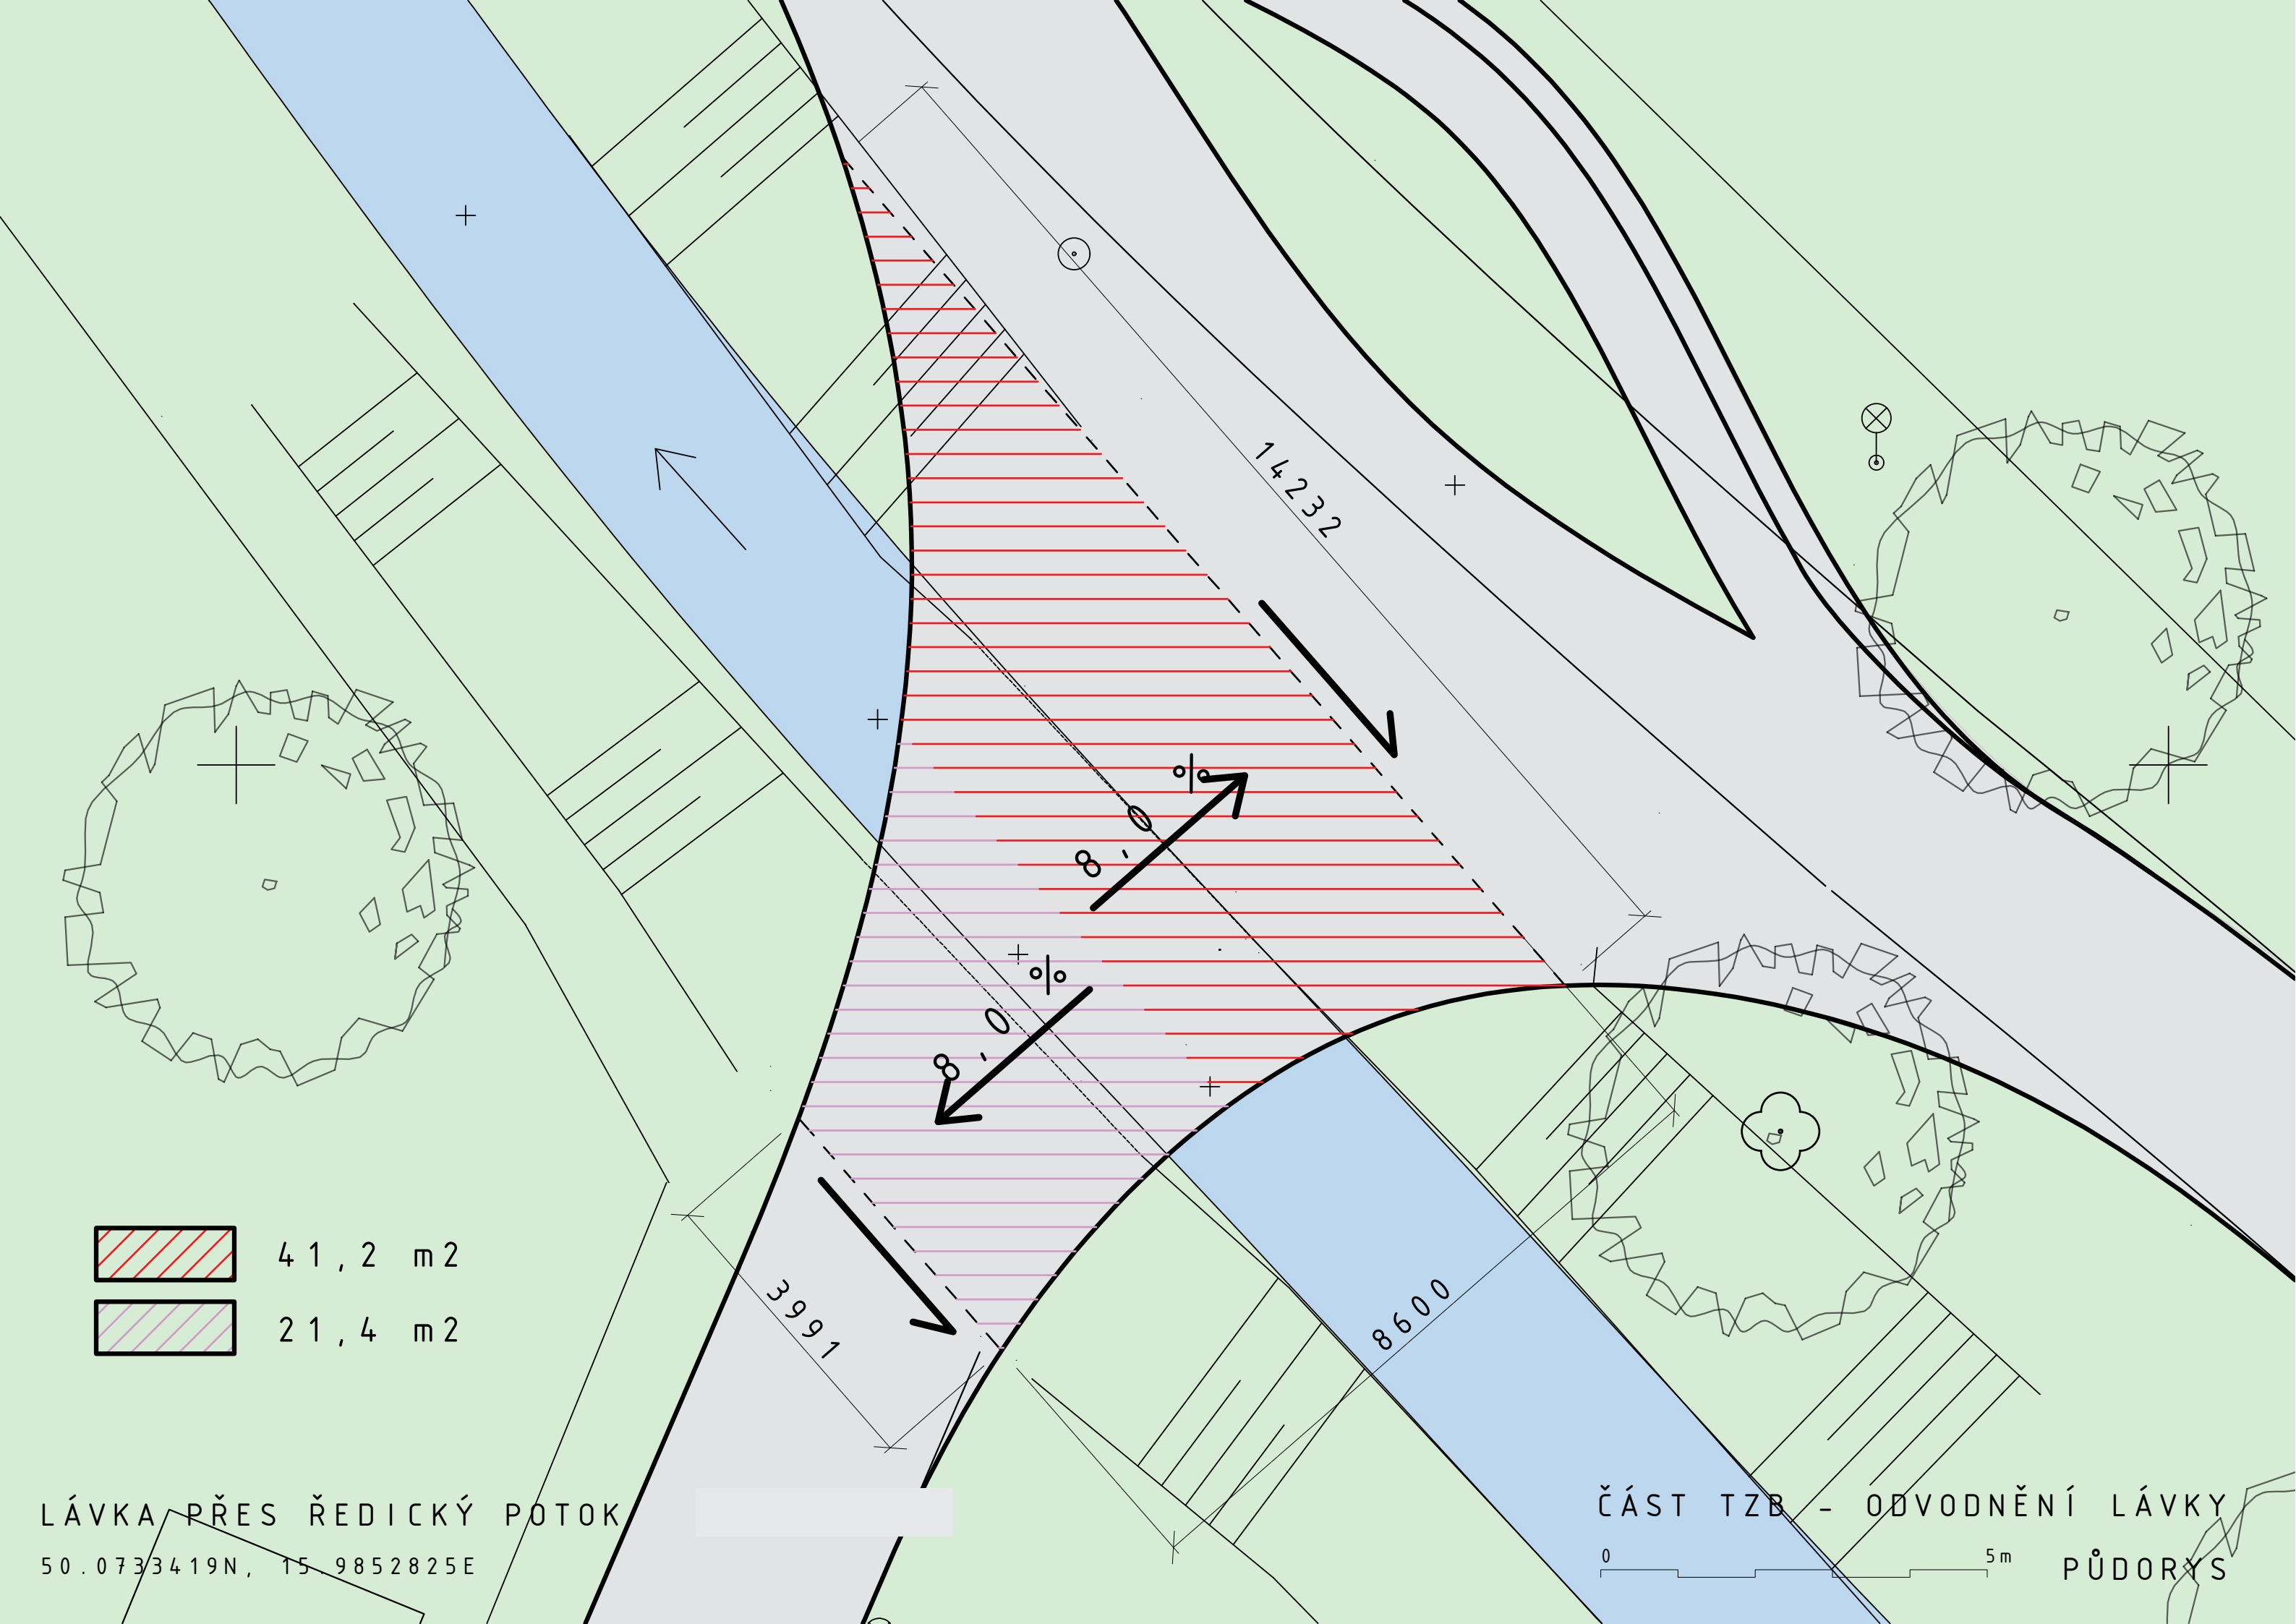 14232
8,0 %
8,0 %
3991
8600
41,2 m2
21,4 m2
LÁVKA PŘES ŘEDICKÝ POTOK
50.0733419N, 15.9852825E
ČÁST TZB - ODVODNĚNÍ LÁVKY
0 5m
PŮDORYS